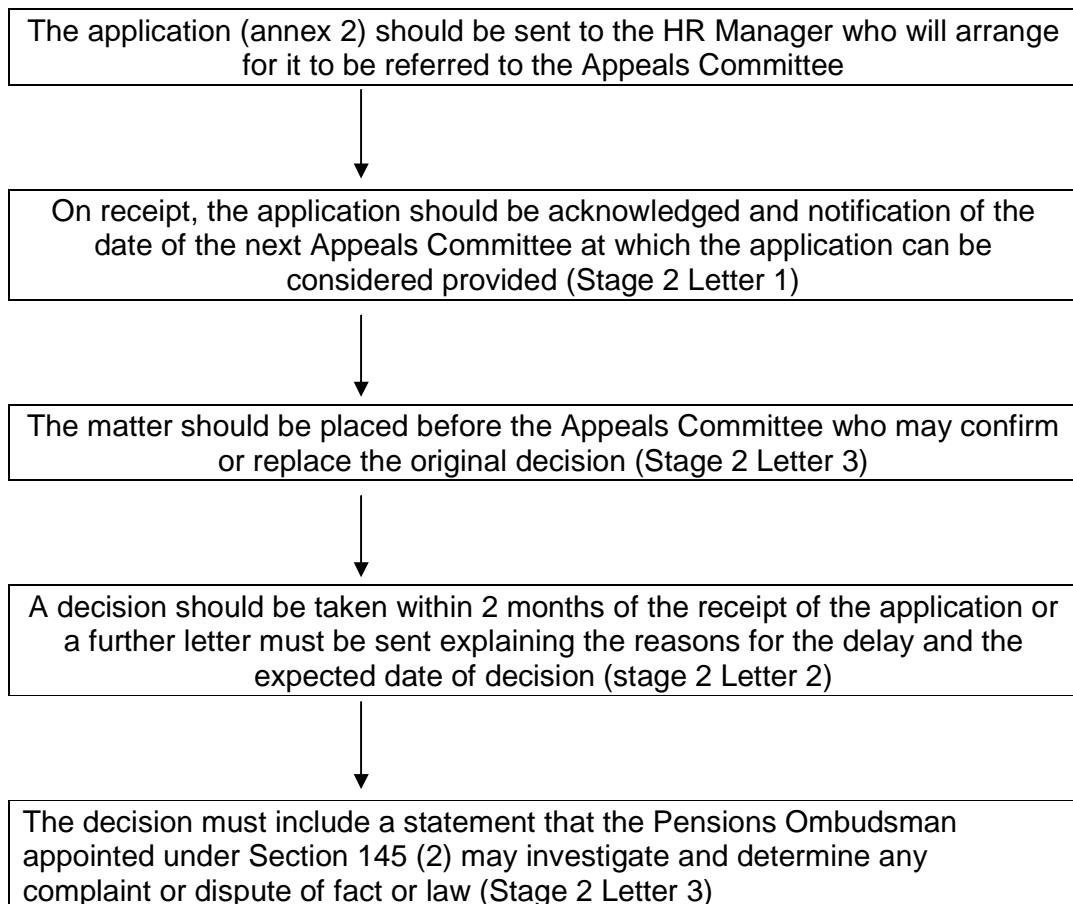 The application (annex 2) should be sent to the HR Manager who will arrange
for it to be referred to the Appeals Committee
On receipt, the application should be acknowledged and notification of the
date of the next Appeals Committee at which the application can be
considered provided (Stage 2 Letter 1)
The matter should be placed before the Appeals Committee who may confirm
or replace the original decision (Stage 2 Letter 3)
A decision should be taken within 2 months of the receipt of the application or
a further letter must be sent explaining the reasons for the delay and the
expected date of decision (stage 2 Letter 2)
The decision must include a statement that the Pensions Ombudsman
appointed under Section 145 (2) may investigate and determine any
complaint or dispute of fact or law (Stage 2 Letter 3)